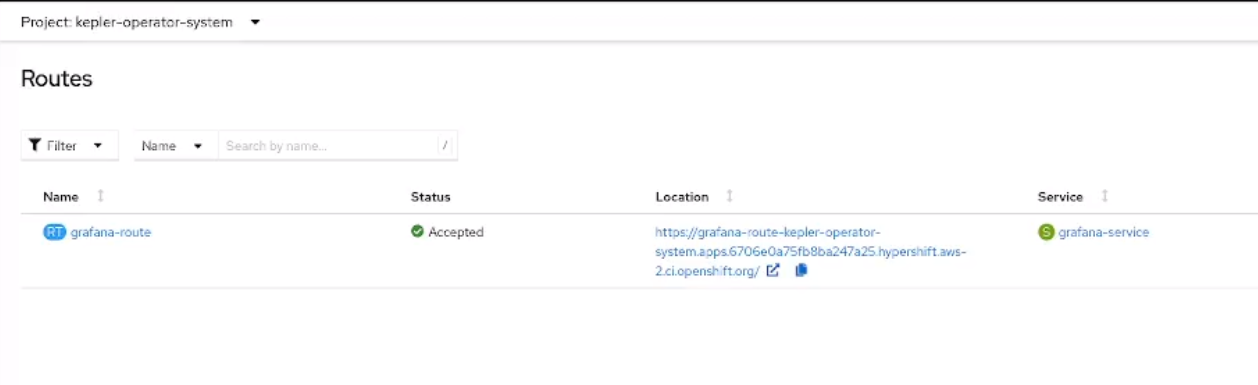 Project: kepler-operator-system
Routes
Filter Name Search by name... /
Name Status Location Service
RT grafana-route Accepted https://grafana-route-kepler-operator- S grafana-service
system.apps.6706e0a75fb8ba247a25.hypershift.aws-
2.ci.openshift.org/